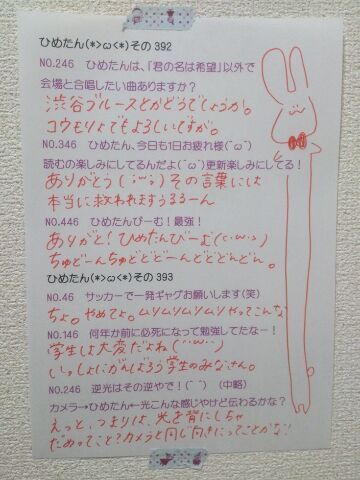 ひめたん(*>ω<*)その392
NO.246　ひめたんは、「君の名は希望」以外で
会場と合唱したい曲ありますか？
渋谷ブルースとかどうでしょうか。
コウモリよでもよろしいですが。
NO.346　ひめたん、今日も1日お疲れ様(˘ω˘)
読むの楽しみにしてるんだよ(˘ω˘)更新楽しみにしてる！
ありがとう(;'ω';)その言葉には
本当に救われますうるるーん
NO.446　ひめたんびーむ！最強！
ありがと！ひめたんびーむ(c・ω・っ)
ちゅどーんちゅどどどーんどどどんどん。
ひめたん(*>ω<*)その393
NO.46　サッカーで一発ギャグお願いします(笑)
ちょ。やめてよ。ムリムリムリムリやってこんな
NO.146　何年か前に必死になって勉強してたなー！
学生は大変だよね(´･ω･`)
いっしょにがんばろう学生のみなさん。
NO.246　逆光はその逆やで！(ˆ ˆ)　(中略)
カメラ→ひめたん←光こんな感じやけど伝わるかな？
えっと、つまりは、光を背にしちゃ
だめってこと？カメラと同じ向きにってことかな？